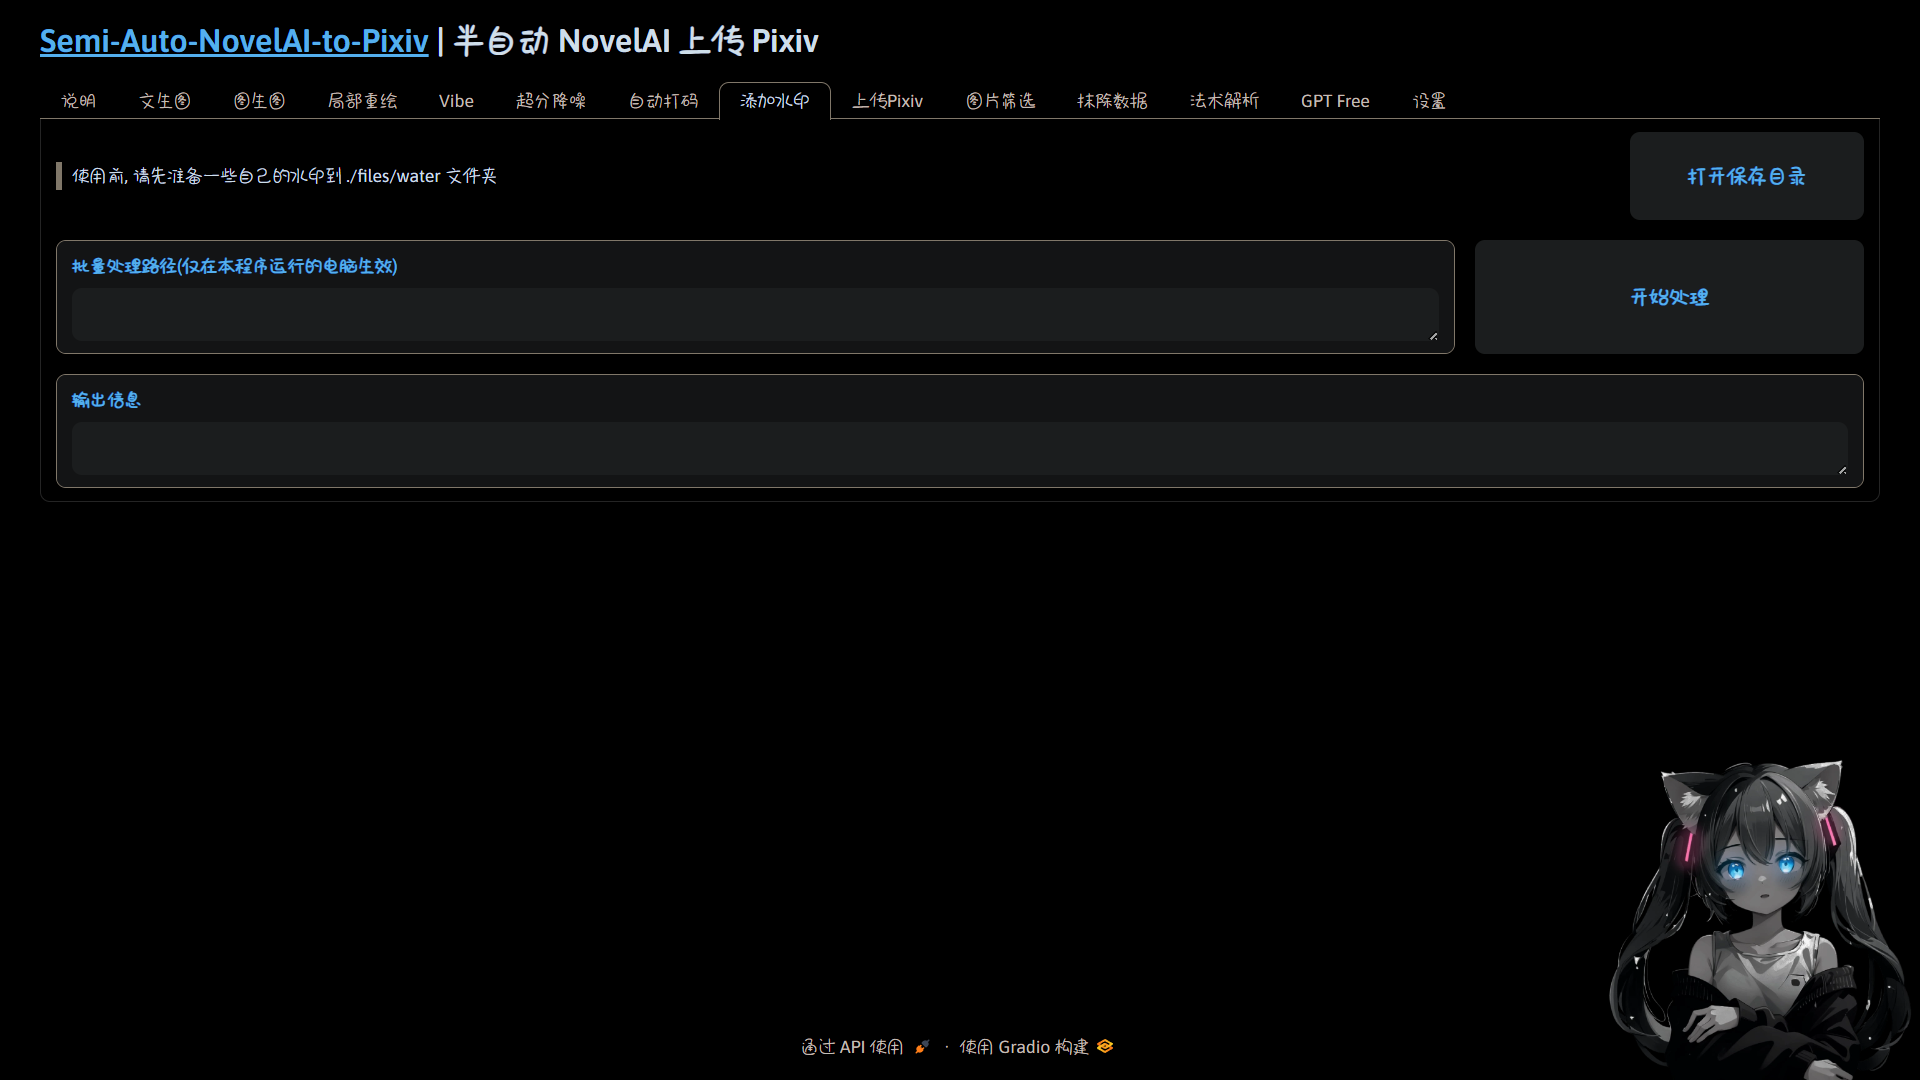 Semi-Auto-NovelAI-to-Pixiv | 半自动 NovelAI 上传 Pixiv
说明 文生图 图生图 局部重绘 Vibe 超分降噪 自动打码 添加水印 上传Pixiv 图片筛选 抹除数据 法术解析 GPT Free 设置
使用前, 请先准备一些自己的水印到 ./files/water 文件夹
打开保存目录
批量处理路径(仅在本程序运行的电脑生效)
开始处理
输出信息
通过 API 使用 · 使用 Gradio 构建